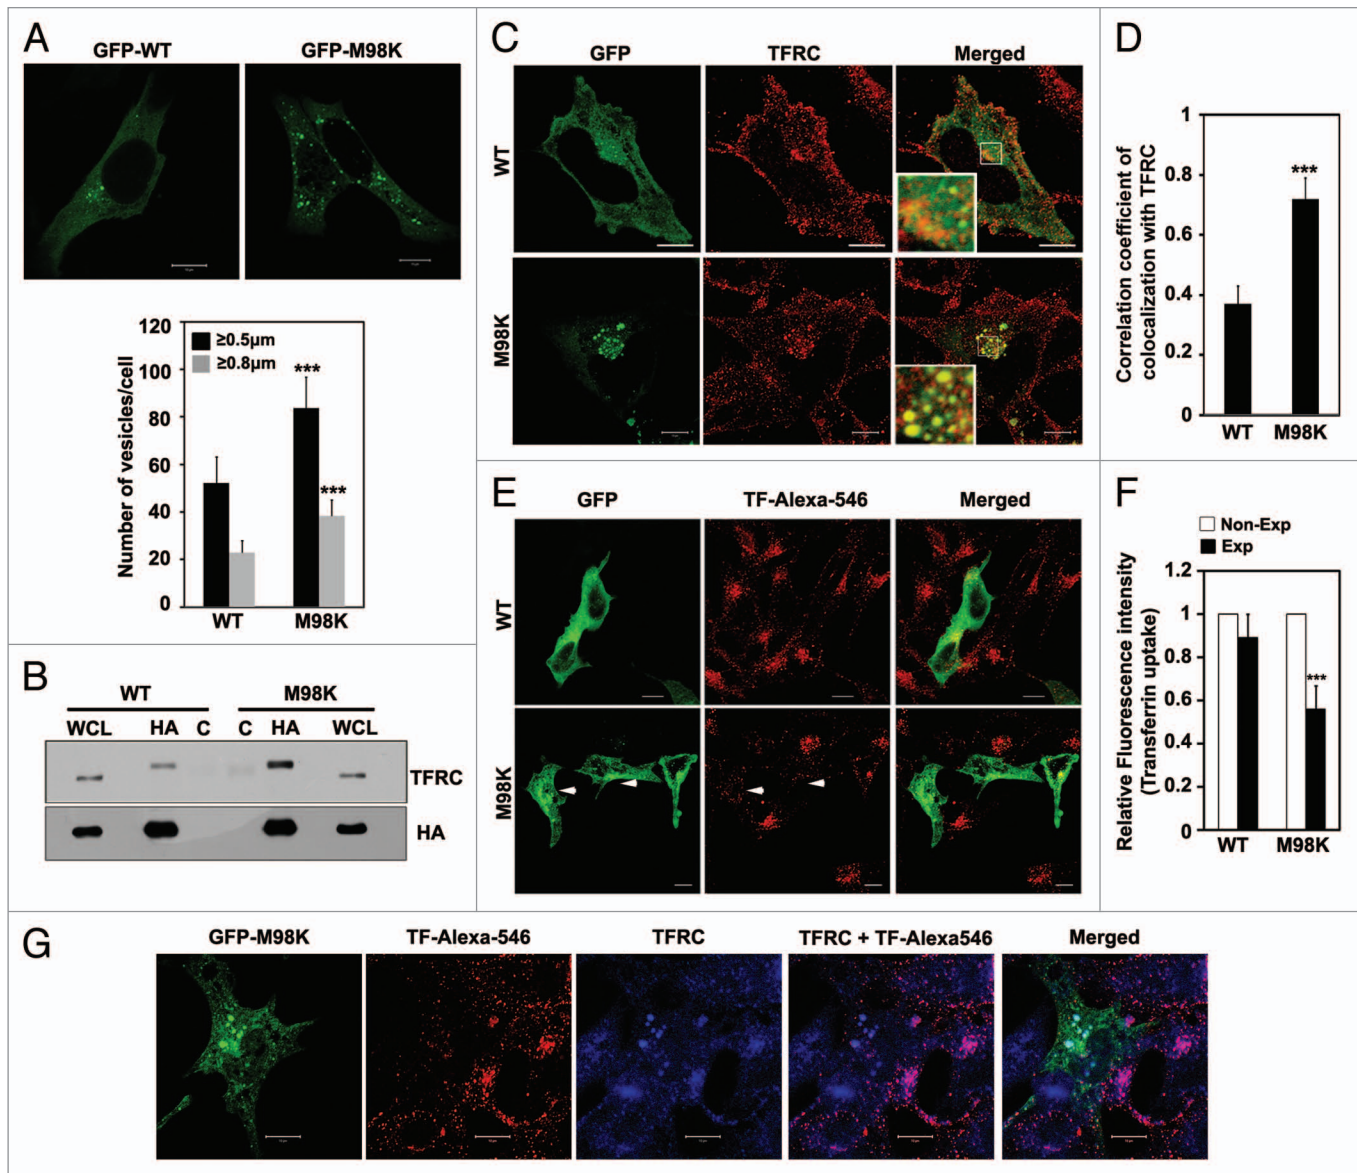 A
GFP-WT GFP-M98K
120
100
80
60
40
20
0
Number of vesicles/cell
≥0.5µm
≥0.8µm
***
***
WT M98K
B
WT M98K
WCL HA C C HA WCL
TFRC
HA
C
GFP TFRC Merged
WT
M98K
D
Correlation coefficient of
colocalization with TFRC
1
0.8
0.6
0.4
0.2
0
***
WT M98K
E
GFP TF-Alexa-546 Merged
WT
M98K
F
Non-Exp
Exp
Relative Fluorescence intensity
(Transferrin uptake)
1.2
1
0.8
0.6
0.4
0.2
0
***
WT M98K
G
GFP-M98K TF-Alexa-546 TFRC TFRC + TF-Alexa546 Merged